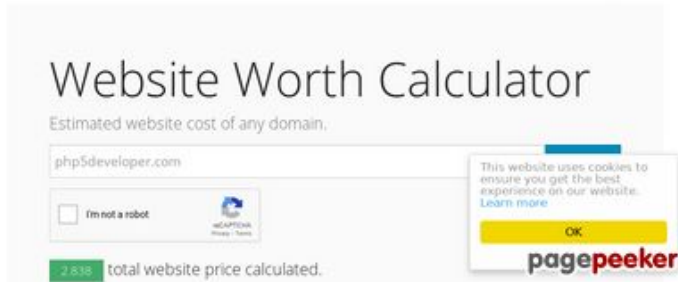 Website Worth Calculator
Estimated website cost of any domain.
php5developer.com
I'm not a robot
reCAPTCHA
Privacy - Terms
2.838 total website price calculated.
This website uses cookies to
ensure you get the best
experience on our website.
Learn more
OK
pagepeeker